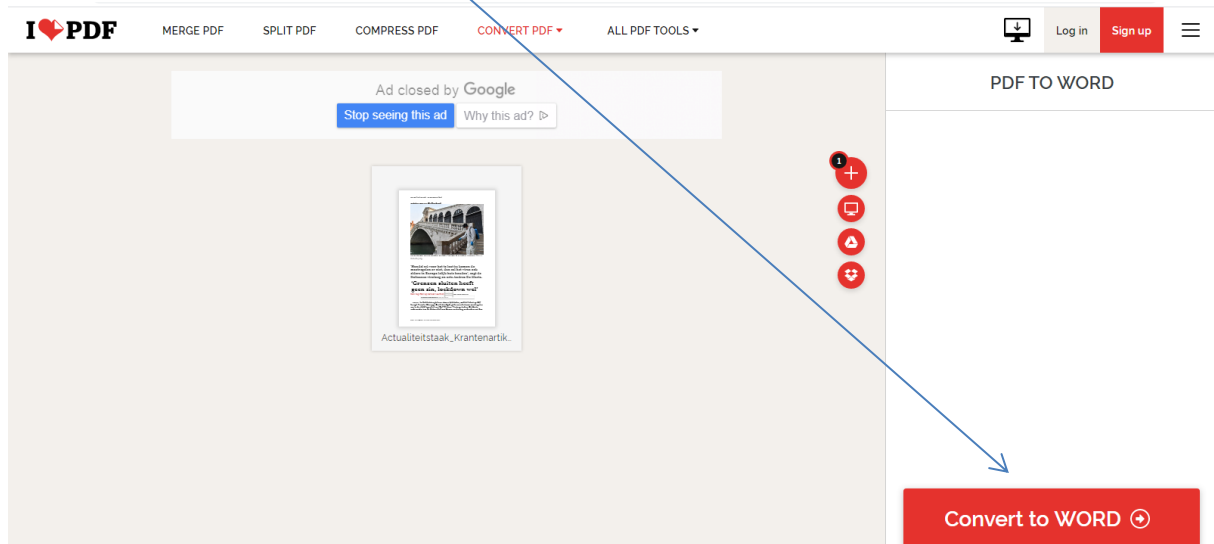 I PDF
MERGE PDF
SPLIT PDF
COMPRESS PDF
CONVERT PDF
ALL PDF TOOLS
Log in
Sign up
Ad closed by Google
Stop seeing this ad
Why this ad?
PDF TO WORD
1
'Grenzen sluiten heeft
geen zin, lockdown wel'
Actualiteitstaak_Krantenartik..
Convert to WORD